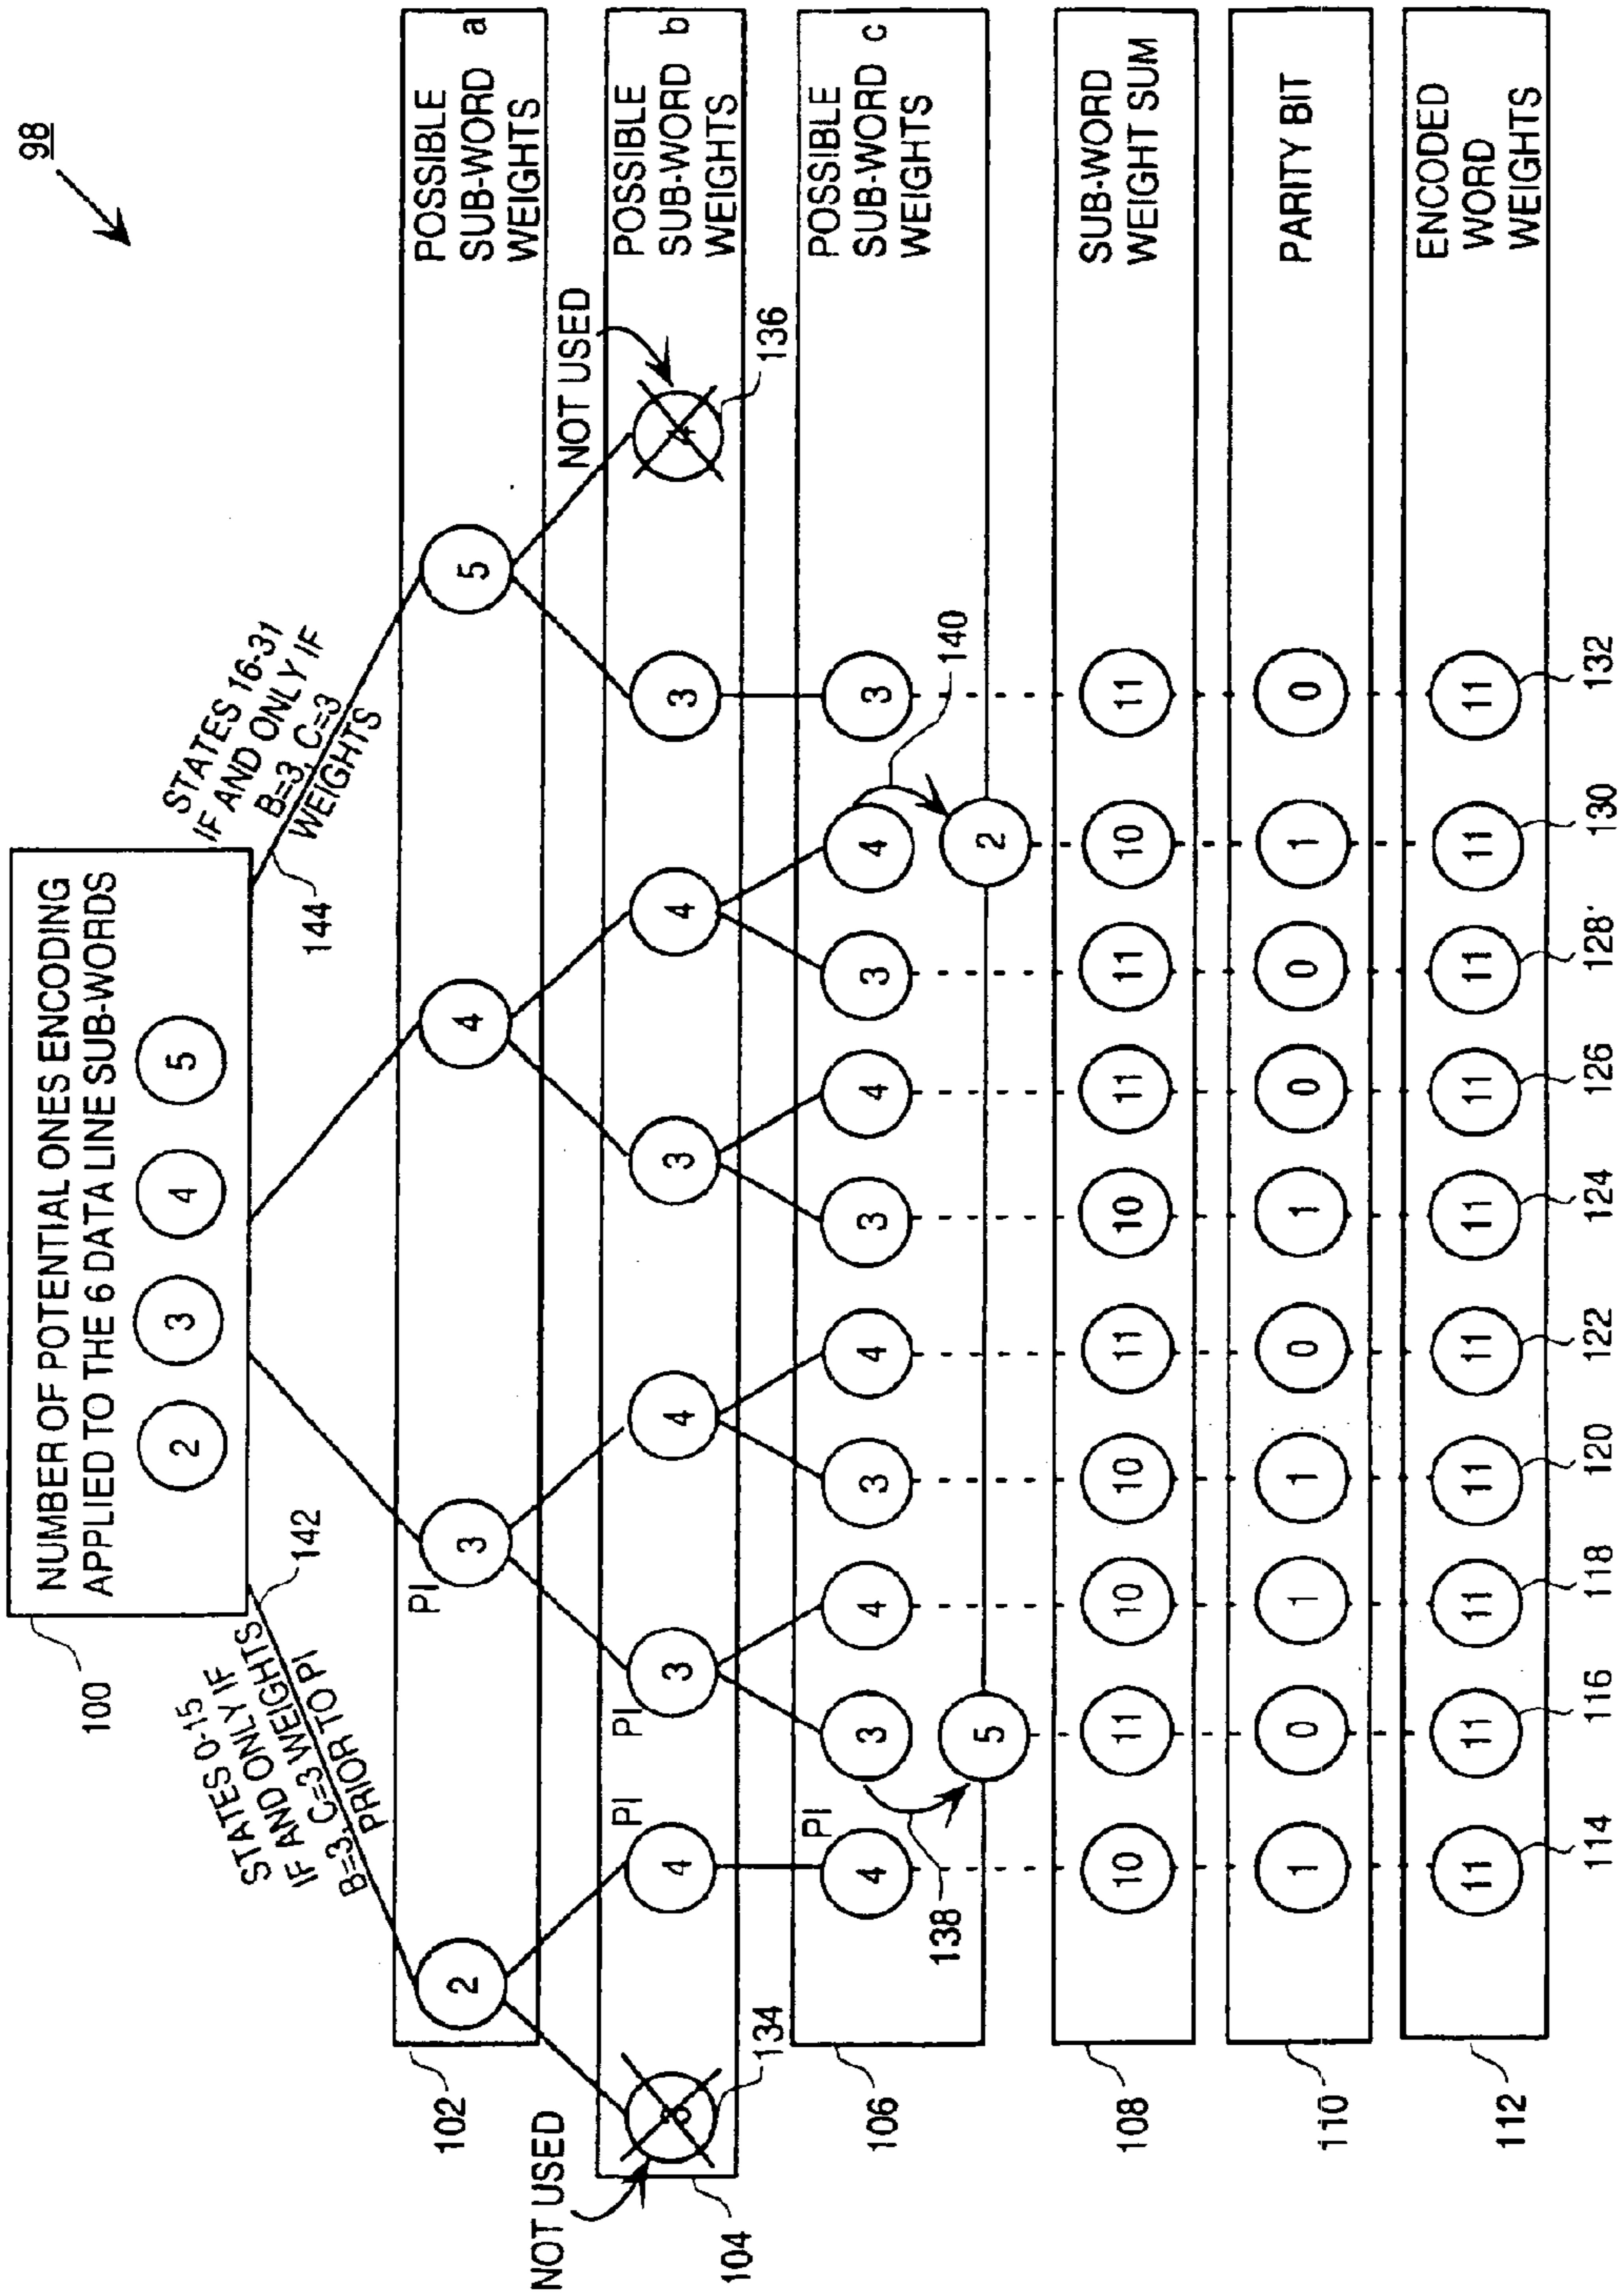 98
NUMBER OF POTENTIAL ONES ENCODING
APPLIED TO THE 6 DATA LINE SUB-WORDS
2 3 4 5
100
STATES 0-15
IF AND ONLY IF
B=3, C=3 WEIGHTS
PRIOR TO PI
142
STATES 16-31
IF AND ONLY IF
B=3, C=3
WEIGHTS
144
102
2 PI 3 4 5
POSSIBLE a
SUB-WORD
WEIGHTS
NOT USED
134
104
PI 4 PI 3 4 3 4 3
NOT USED
136
POSSIBLE b
SUB-WORD
WEIGHTS
106
PI 4 3 4 3 4 3 4 3 4 3
138
5
140
2
POSSIBLE c
SUB-WORD
WEIGHTS
108
10 11 10 10 11 10 11 11 10 11
SUB-WORD
WEIGHT SUM
110
1 0 1 1 0 1 0 0 1 0
PARITY BIT
112
11 11 11 11 11 11 11 11 11 11
ENCODED
WORD
WEIGHTS
114 116 118 120 122 124 126 128' 130 132